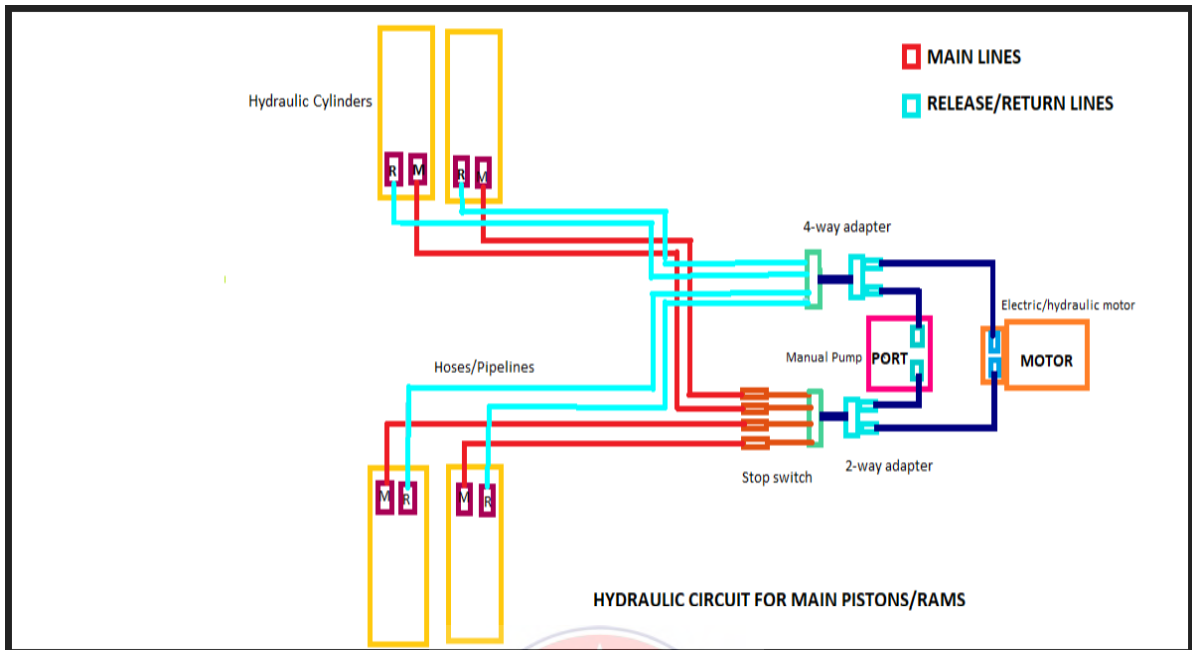 MAIN LINES
Hydraulic Cylinders
RELEASE/RETURN LINES
R M R M
4-way adapter
Electric/hydraulic motor
Manual Pump PORT MOTOR
Hoses/Pipelines
2-way adapter
Stop switch
M R M R
HYDRAULIC CIRCUIT FOR MAIN PISTONS/RAMS